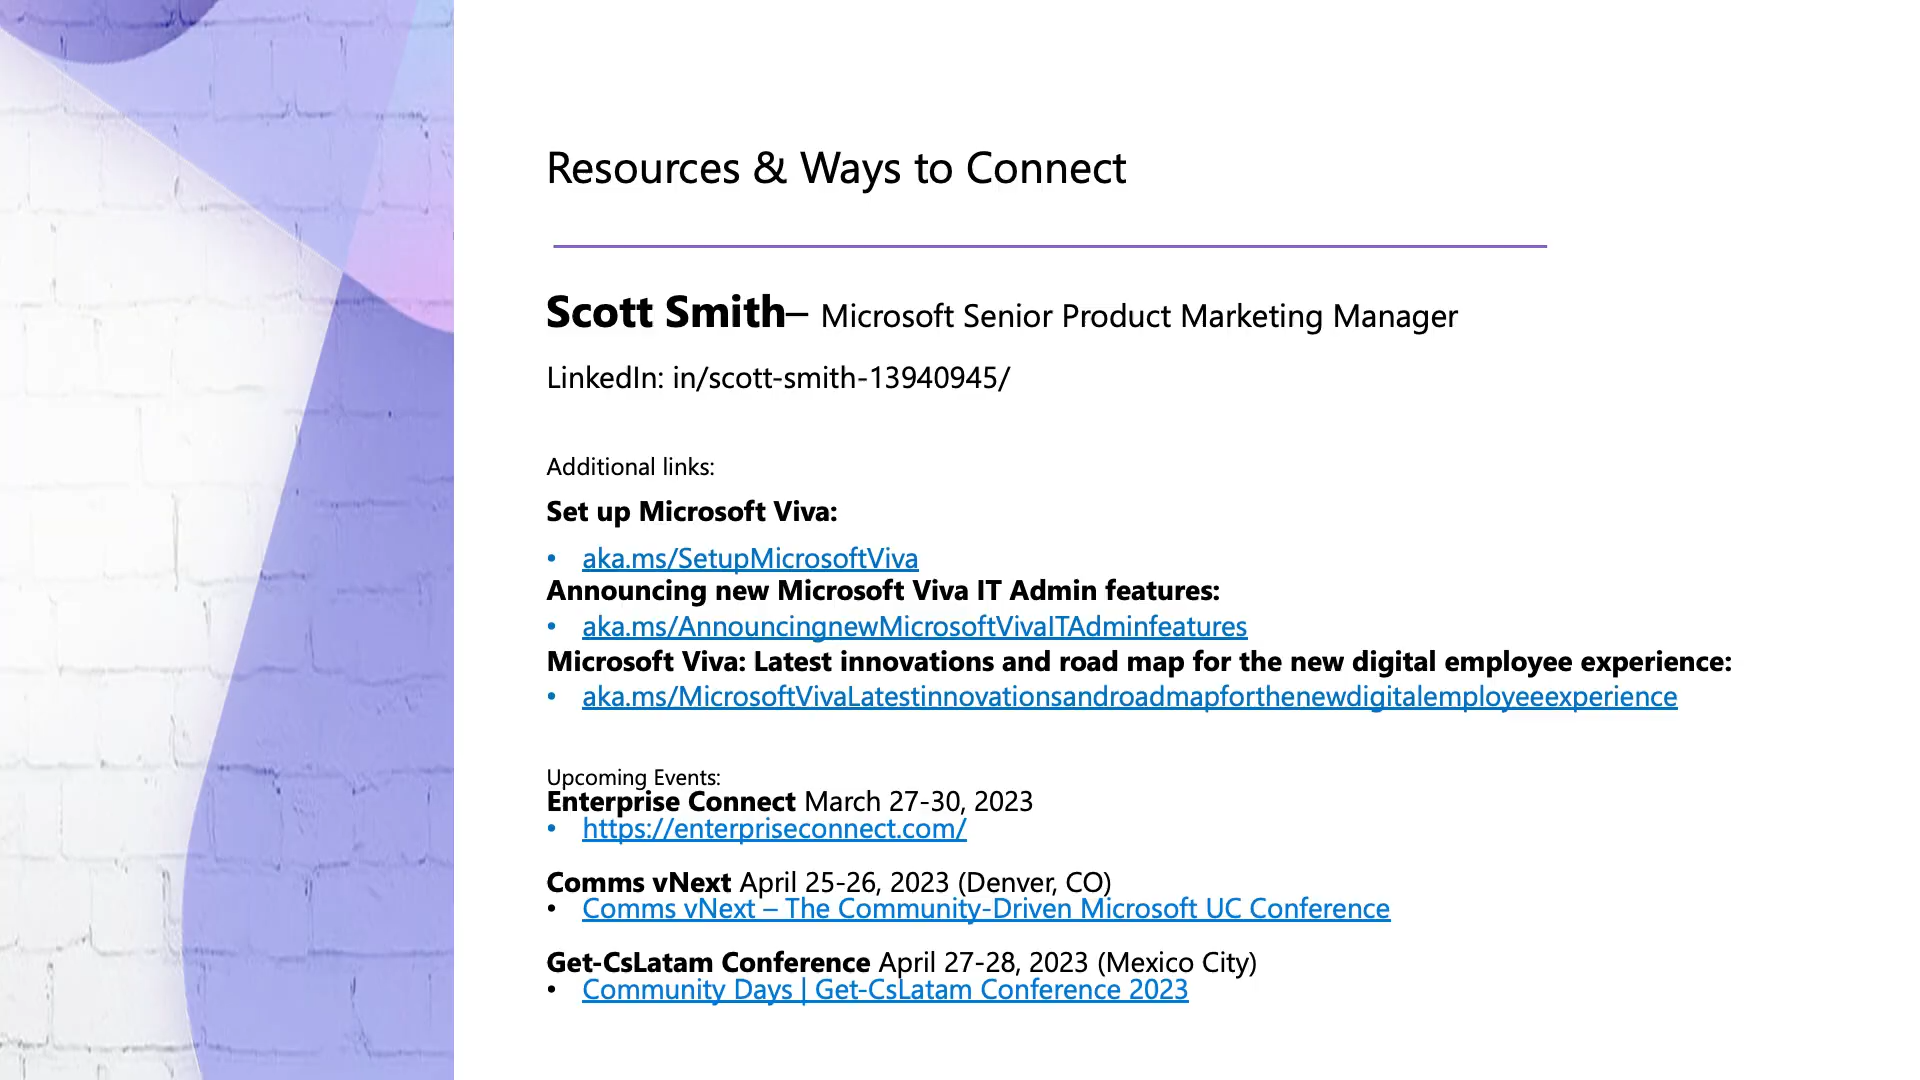 Resources & Ways to Connect
Scott Smith– Microsoft Senior Product Marketing Manager
LinkedIn: in/scott-smith-13940945/
Additional links:
Set up Microsoft Viva:
• aka.ms/SetupMicrosoftViva
Announcing new Microsoft Viva IT Admin features:
• aka.ms/AnnouncingnewMicrosoftVivaITAdminfeatures
Microsoft Viva: Latest innovations and road map for the new digital employee experience:
• aka.ms/MicrosoftVivaLatestinnovationsandroadmapforthenewdigitalemployeeexperience
Upcoming Events:
Enterprise Connect March 27-30, 2023
• https://enterpriseconnect.com/
Comms vNext April 25-26, 2023 (Denver, CO)
• Comms vNext – The Community-Driven Microsoft UC Conference
Get-CsLatam Conference April 27-28, 2023 (Mexico City)
• Community Days | Get-CsLatam Conference 2023